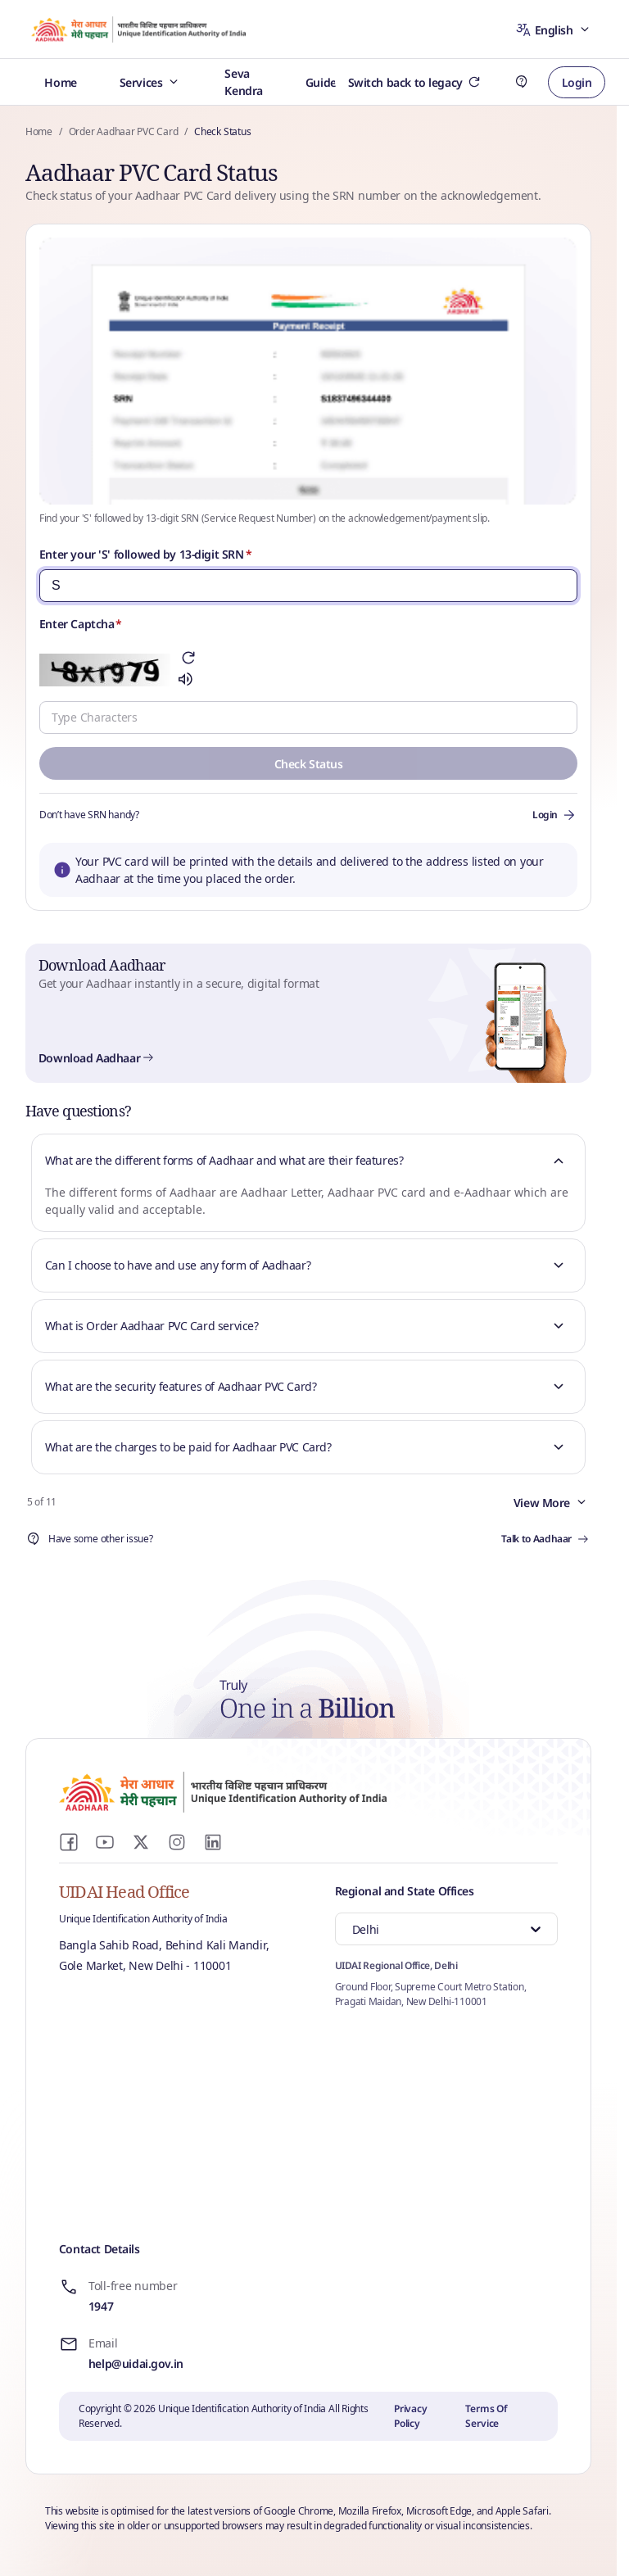 मेरा आधार
मेरी पहचान
AADHAAR
भारतीय विशिष्ट पहचान प्राधिकरण
Unique Identification Authority of India
English
Home
Services
Seva
Kendra
Guide
Switch back to legacy
Login
Home / Order Aadhaar PVC Card / Check Status
Aadhaar PVC Card Status
Check status of your Aadhaar PVC Card delivery using the SRN number on the acknowledgement.
Unique Identification Authority of India
AADHAAR
Payment Receipt
Receipt Number :
Receipt Date :
SRN :
Reprint Amount :
Transaction Status : Completed
Find your 'S' followed by 13-digit SRN (Service Request Number) on the acknowledgement/payment slip.
Enter your 'S' followed by 13-digit SRN *
S
Enter Captcha *
Type Characters
Check Status
Don't have SRN handy?
Login
Your PVC card will be printed with the details and delivered to the address listed on your
Aadhaar at the time you placed the order.
Download Aadhaar
Get your Aadhaar instantly in a secure, digital format
Download Aadhaar
Have questions?
What are the different forms of Aadhaar and what are their features?
The different forms of Aadhaar are Aadhaar Letter, Aadhaar PVC card and e-Aadhaar which are
equally valid and acceptable.
Can I choose to have and use any form of Aadhaar?
What is Order Aadhaar PVC Card service?
What are the security features of Aadhaar PVC Card?
What are the charges to be paid for Aadhaar PVC Card?
5 of 11
View More
Have some other issue?
Talk to Aadhaar
Truly
One in a Billion
मेरा आधार
मेरी पहचान
AADHAAR
भारतीय विशिष्ट पहचान प्राधिकरण
Unique Identification Authority of India
UIDAI Head Office
Unique Identification Authority of India
Bangla Sahib Road, Behind Kali Mandir,
Gole Market, New Delhi - 110001
Regional and State Offices
Delhi
UIDAI Regional Office, Delhi
Ground Floor, Supreme Court Metro Station,
Pragati Maidan, New Delhi-110001
Contact Details
Toll-free number
1947
Email
help@uidai.gov.in
Copyright © 2026 Unique Identification Authority of India All Rights
Reserved.
Privacy
Policy
Terms Of
Service
This website is optimised for the latest versions of Google Chrome, Mozilla Firefox, Microsoft Edge, and Apple Safari.
Viewing this site in older or unsupported browsers may result in degraded functionality or visual inconsistencies.